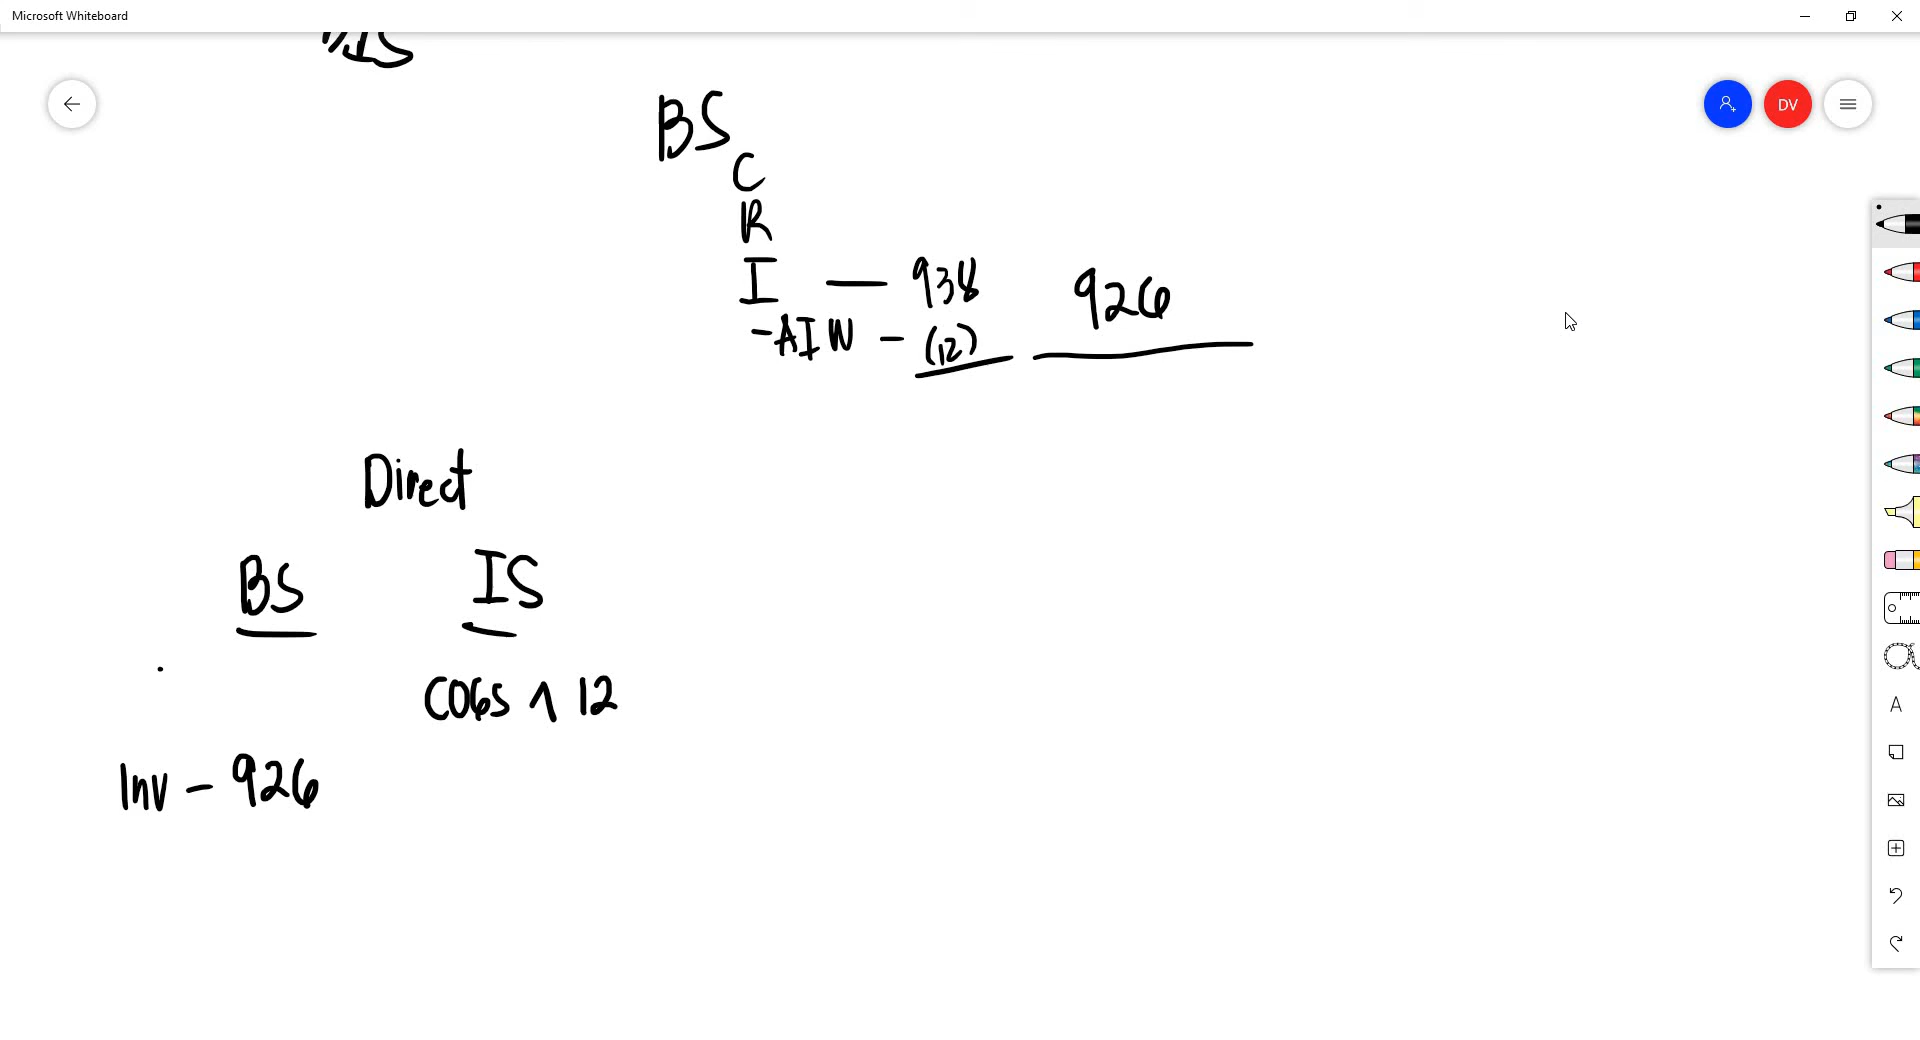 Microsoft Whiteboard
DV
BS
C
R
I — 938 926
- AIW - (12)
Direct
BS IS
COGS ^ 12
Inv - 926
A